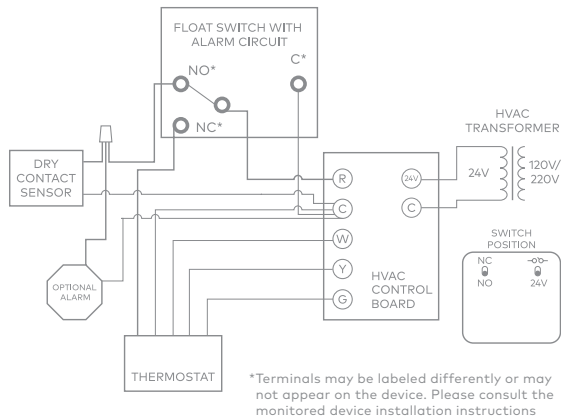 FLOAT SWITCH WITH
ALARM CIRCUIT
NO*
C*
NC*
DRY
CONTACT
SENSOR
OPTIONAL
ALARM
THERMOSTAT
R
C
W
Y
G
24V
C
HVAC
CONTROL
BOARD
HVAC
TRANSFORMER
24V
120V/
220V
SWITCH
POSITION
NC
NO
24V
*Terminals may be labeled differently or may
not appear on the device. Please consult the
monitored device installation instructions